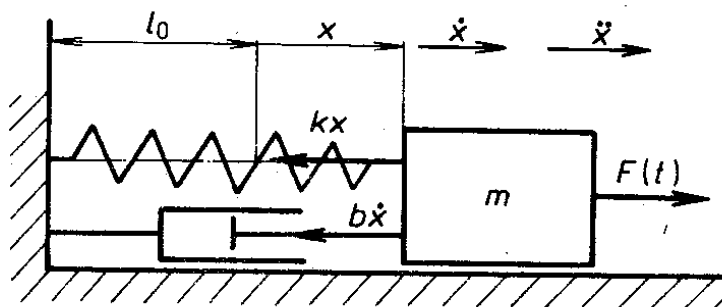 l₀ x ẋ ẍ
kx
F(t)
m
bẋ